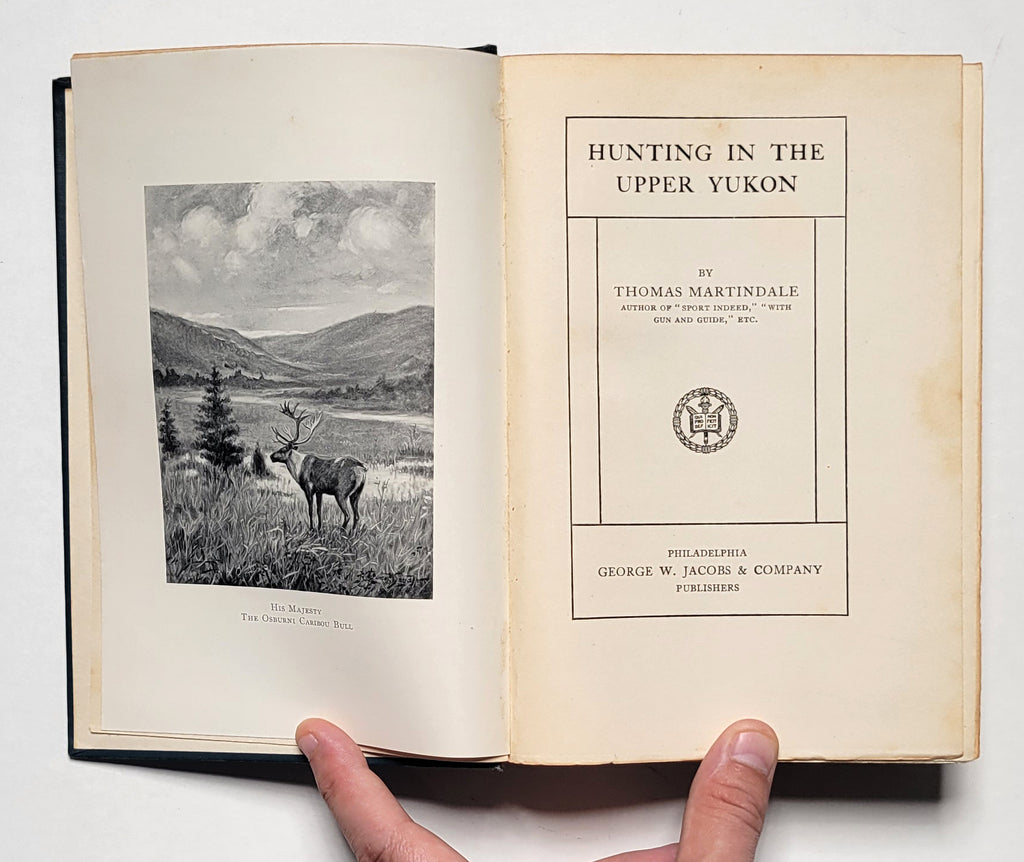 His Majesty
The Osburni Caribou Bull
HUNTING IN THE
UPPER YUKON
BY
THOMAS MARTINDALE
AUTHOR OF "SPORT INDEED," "WITH
GUN AND GUIDE," ETC.
PHILADELPHIA
GEORGE W. JACOBS & COMPANY
PUBLISHERS